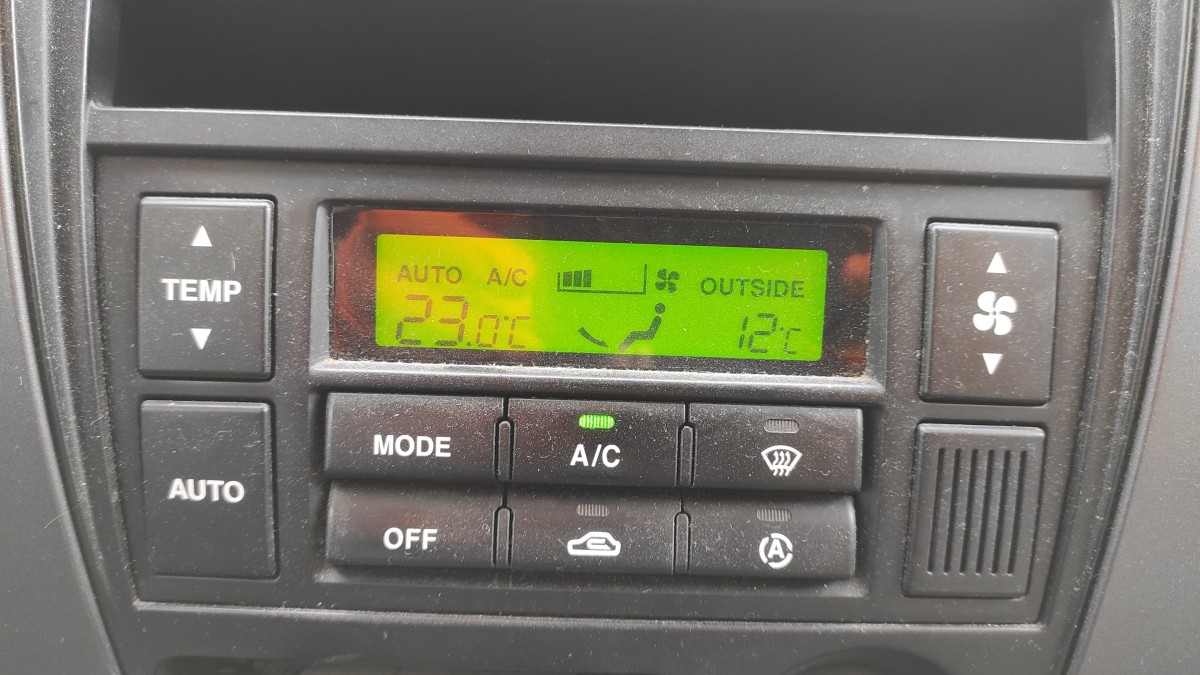 TEMP
AUTO A/C OUTSIDE
23.0°C 12°C
MODE
A/C
AUTO
OFF
A